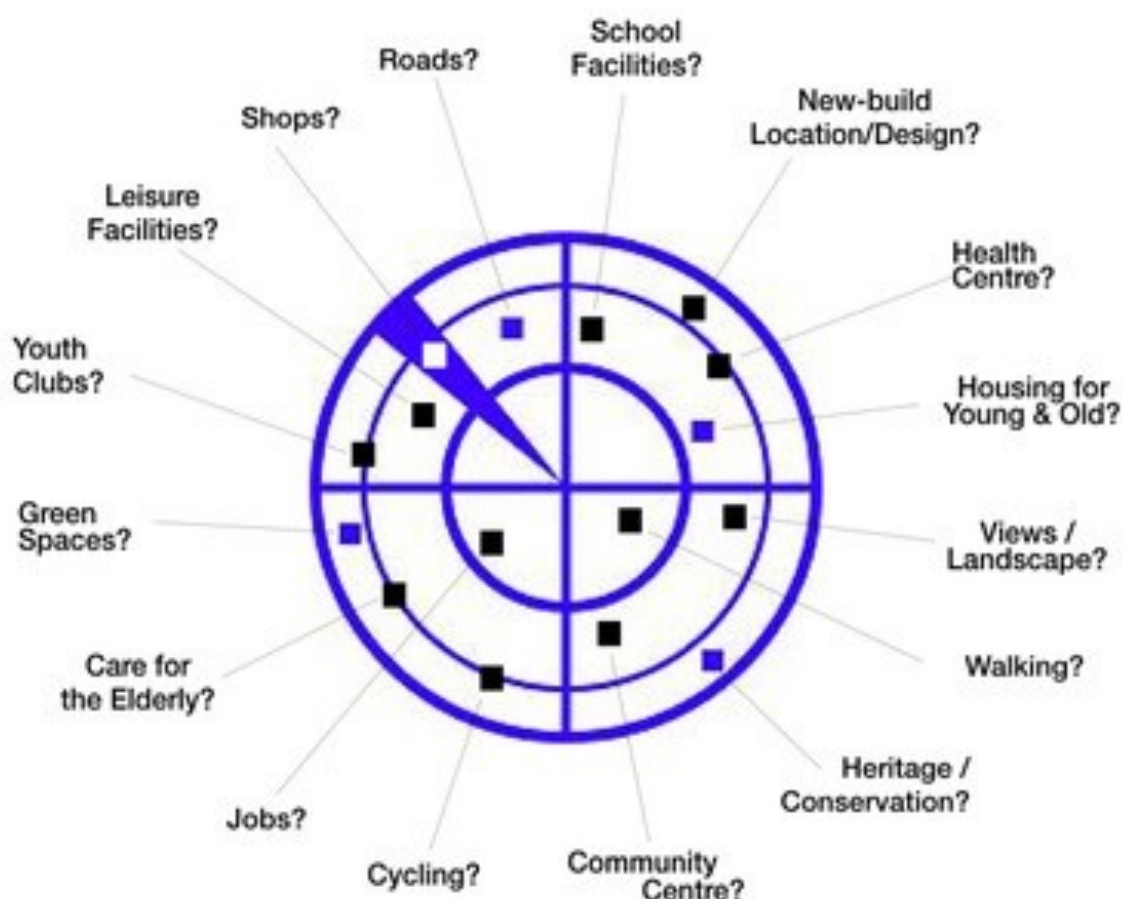 School
Facilities?
Roads?
New-build
Location/Design?
Shops?
Leisure
Facilities?
Health
Centre?
Youth
Clubs?
Housing for
Young & Old?
Green
Spaces?
Views /
Landscape?
Care for
the Elderly?
Walking?
Heritage /
Conservation?
Jobs?
Cycling?
Community
Centre?